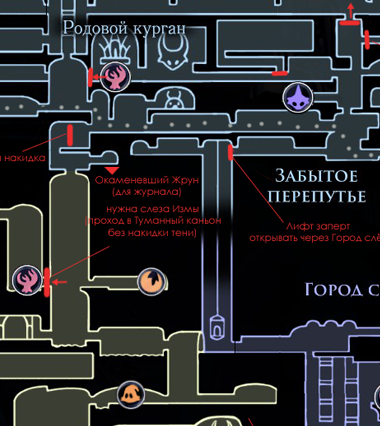 Родовой курган
накидка
Окаменевший Жрун
(для журнала)
нужна слеза Измы
(проход в Туманный каньон
без накидки тени)
Забытое
перепутье
Лифт заперт
открывать через Город слё
Город с